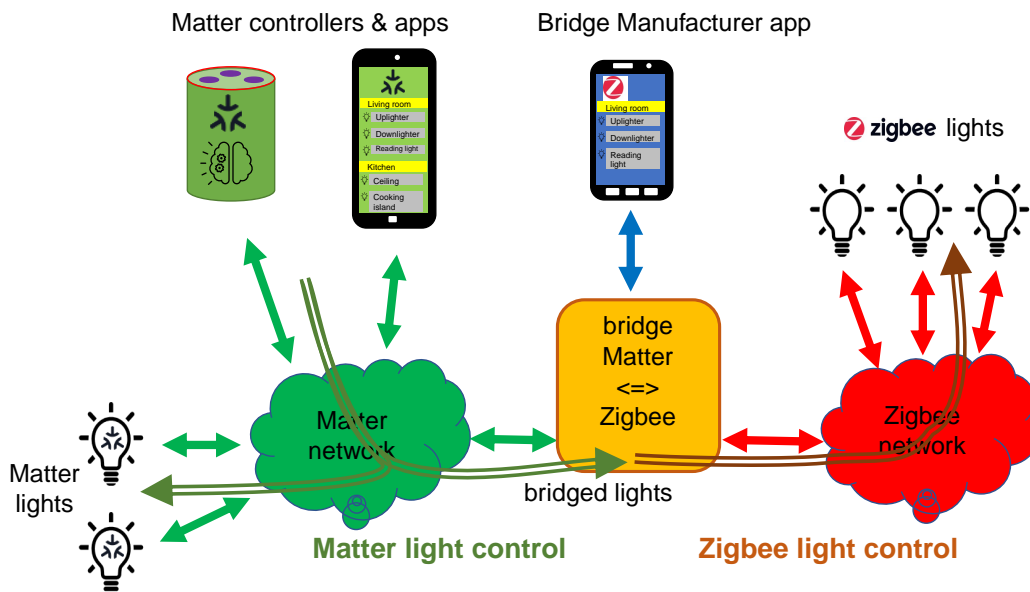 Matter controllers & apps
Bridge Manufacturer app
Living room
Uplighter
Downlighter
Reading light
Kitchen
Ceiling
Cooking
island
Z
Living room
Uplighter
Downlighter
Reading
light
Z zigbee lights
bridge
Matter
<=>
Zigbee
Matter
network
Zigbee
network
Matter
lights
bridged lights
Matter light control
Zigbee light control